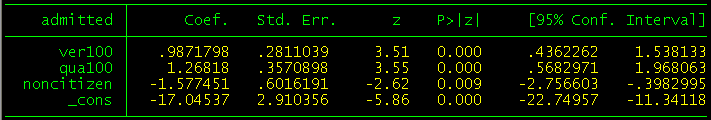 admitted Coef. Std. Err. z P>|z| [95% Conf. Interval]
ver100 .9871798 .2811039 3.51 0.000 .4362262 1.538133
qua100 1.26818 .3570898 3.55 0.000 .5682971 1.968063
noncitizen -1.577451 .6016191 -2.62 0.009 -2.756603 -.3982995
_cons -17.04537 2.910356 -5.86 0.000 -22.74957 -11.34118